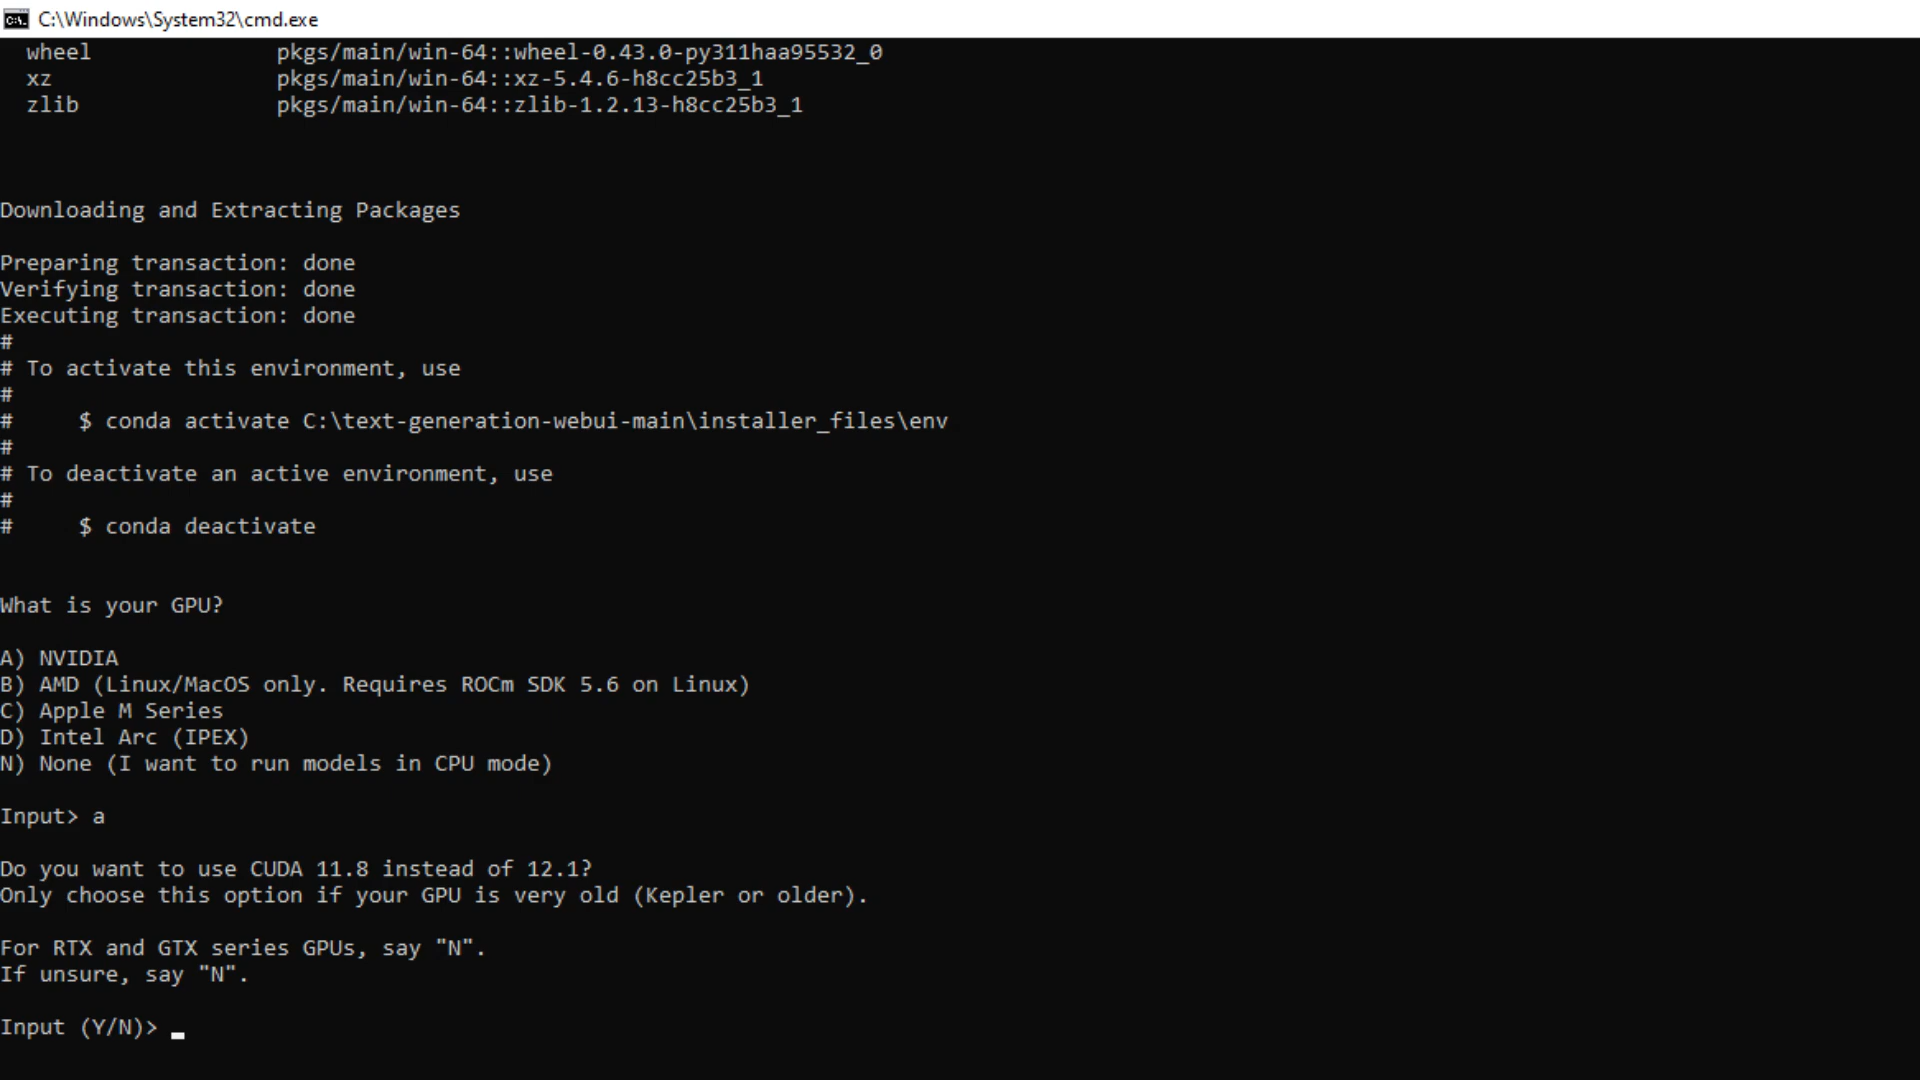 C:\Windows\System32\cmd.exe
wheel pkgs/main/win-64::wheel-0.43.0-py311haa95532_0
xz pkgs/main/win-64::xz-5.4.6-h8cc25b3_1
zlib pkgs/main/win-64::zlib-1.2.13-h8cc25b3_1
Downloading and Extracting Packages
Preparing transaction: done
Verifying transaction: done
Executing transaction: done
#
# To activate this environment, use
#
# $ conda activate C:\text-generation-webui-main\installer_files\env
#
# To deactivate an active environment, use
#
# $ conda deactivate
What is your GPU?
A) NVIDIA
B) AMD (Linux/MacOS only. Requires ROCm SDK 5.6 on Linux)
C) Apple M Series
D) Intel Arc (IPEX)
N) None (I want to run models in CPU mode)
Input> a
Do you want to use CUDA 11.8 instead of 12.1?
Only choose this option if your GPU is very old (Kepler or older).
For RTX and GTX series GPUs, say "N".
If unsure, say "N".
Input (Y/N)> _